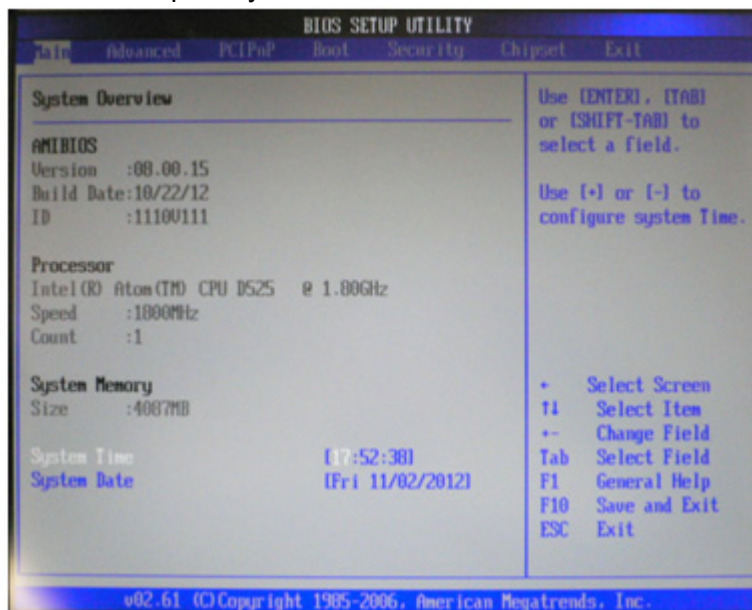 BIOS SETUP UTILITY
Main Advanced PCIPnP Boot Security Chipset Exit
System Overview
AMIBIOS
Version :08.00.15
Build Date:10/22/12
ID :1110V111
Processor
Intel(R) Atom(TM) CPU D525 @ 1.80GHz
Speed :1800MHz
Count :1
System Memory
Size :4087MB
System Time [17:52:38]
System Date [Fri 11/02/2012]
Use [ENTER], [TAB]
or [SHIFT-TAB] to
select a field.
Use [+] or [-] to
configure system Time.
← Select Screen
↑↓ Select Item
+- Change Field
Tab Select Field
F1 General Help
F10 Save and Exit
ESC Exit
v02.61 (C)Copyright 1985-2006, American Megatrends, Inc.